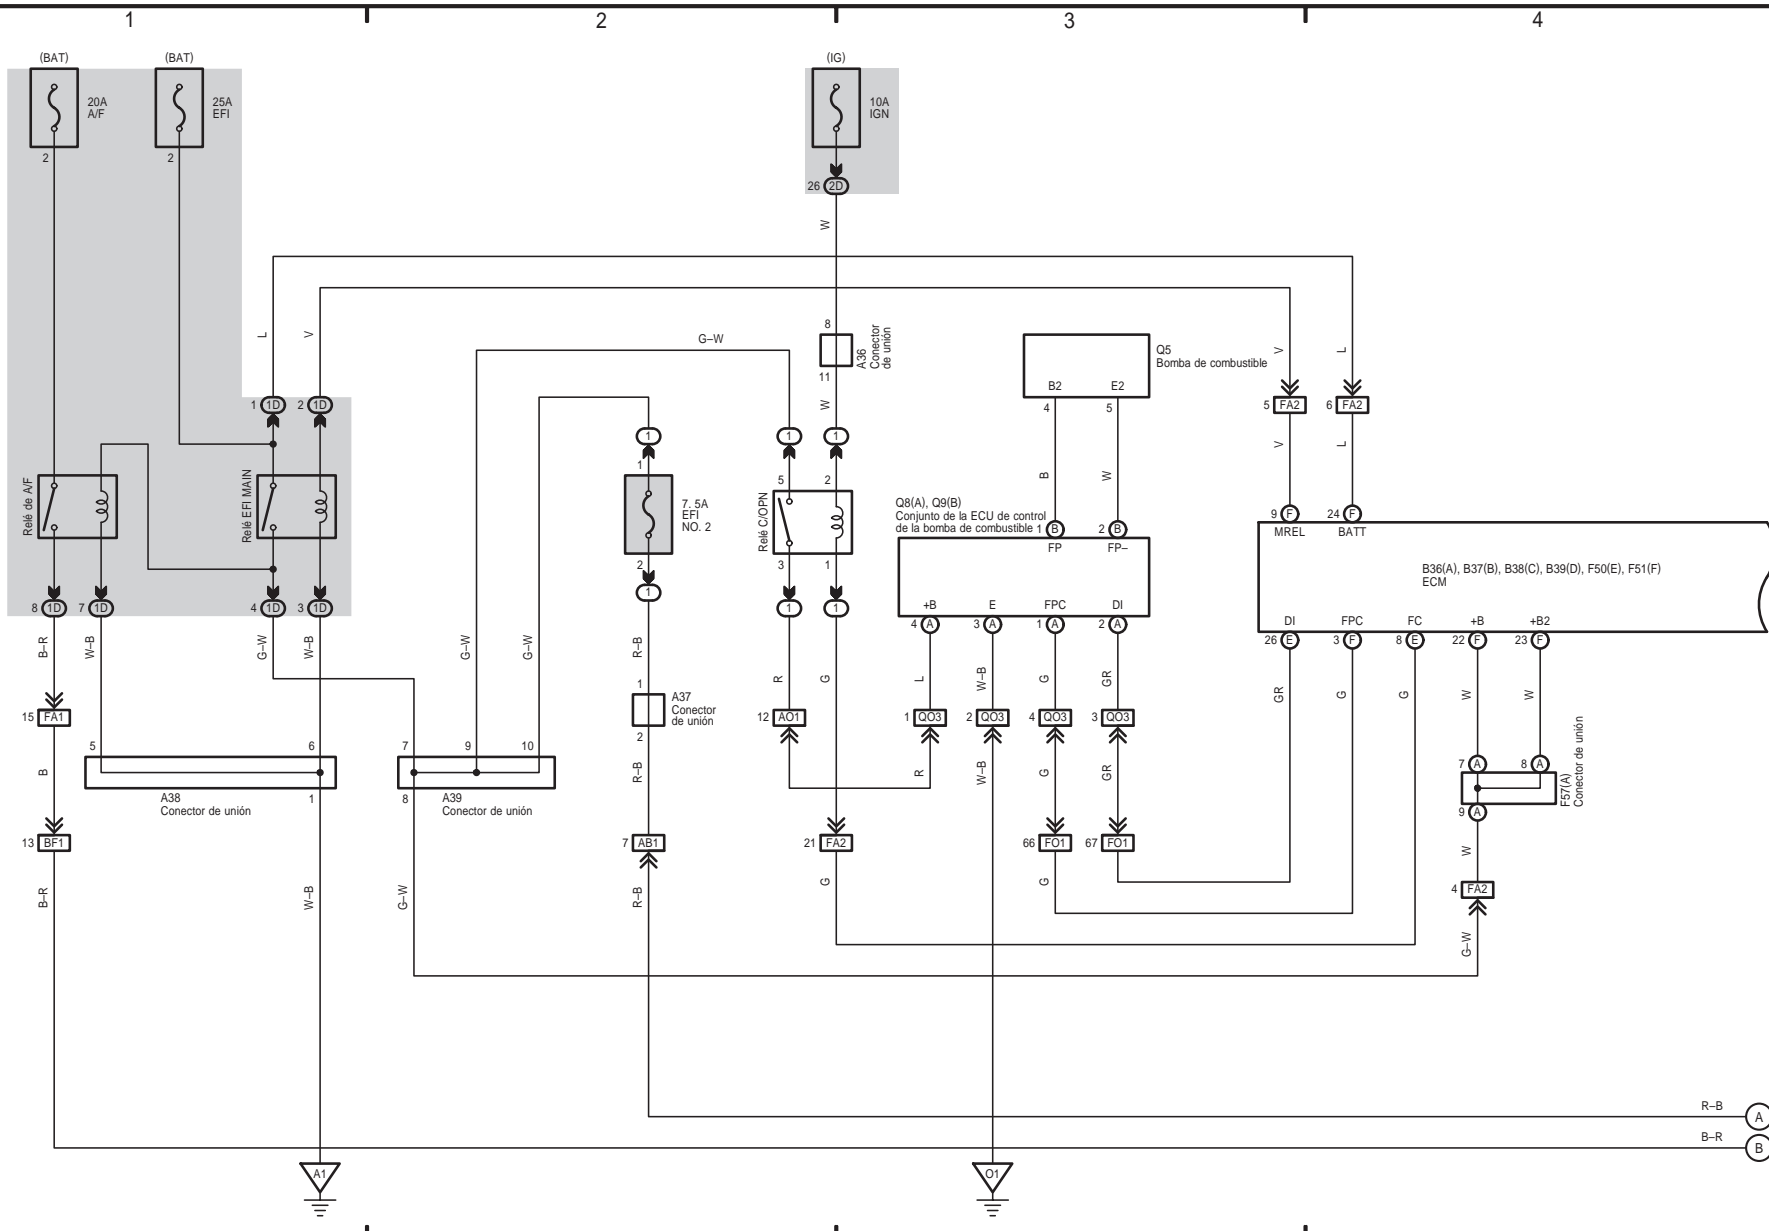 1
2
3
4
(BAT)
(BAT)
(IG)
20A
A/F
25A
EFI
10A
IGN
2
2
26 2D
W
L
V
G–W
8
A36
Conector
de unión
11
W
Q5
Bomba de combustible
B2
E2
4
5
V
L
5 FA2
6 FA2
V
L
1 1D
2 1D
1
1
1
1
5
2
B
W
Relé de A/F
Relé EFI MAIN
7. 5A
EFI
NO. 2
Relé C/OPN
Q8(A), Q9(B)
Conjunto de la ECU de control
de la bomba de combustible
1 B
2 B
FP
FP–
9 F
24 F
MREL
BATT
B36(A), B37(B), B38(C), B39(D), F50(E), F51(F)
ECM
2
3
1
1
1
1
8 1D
7 1D
4 1D
3 1D
+B
E
FPC
DI
4 A
3 A
1 A
2 A
DI
FPC
FC
+B
+B2
26 E
3 F
8 E
22 F
23 F
B–R
W–B
G–W
W–B
G–W
G–W
R–B
R
G
L
W–B
G
GR
GR
G
G
W
W
15 FA1
1
A37
Conector
de unión
2
12 AO1
1 QO3
2 QO3
4 QO3
3 QO3
5
6
7
9
10
B
R–B
R
W–B
G
GR
7 A
8 A
F57(A)
Conector de unión
9 A
A38
Conector de unión
1
8
A39
Conector de unión
13 BF1
7 AB1
21 FA2
66 FO1
67 FO1
W
B–R
W–B
G–W
R–B
G
G
4 FA2
G–W
R–B
A
B–R
B
A1
O1